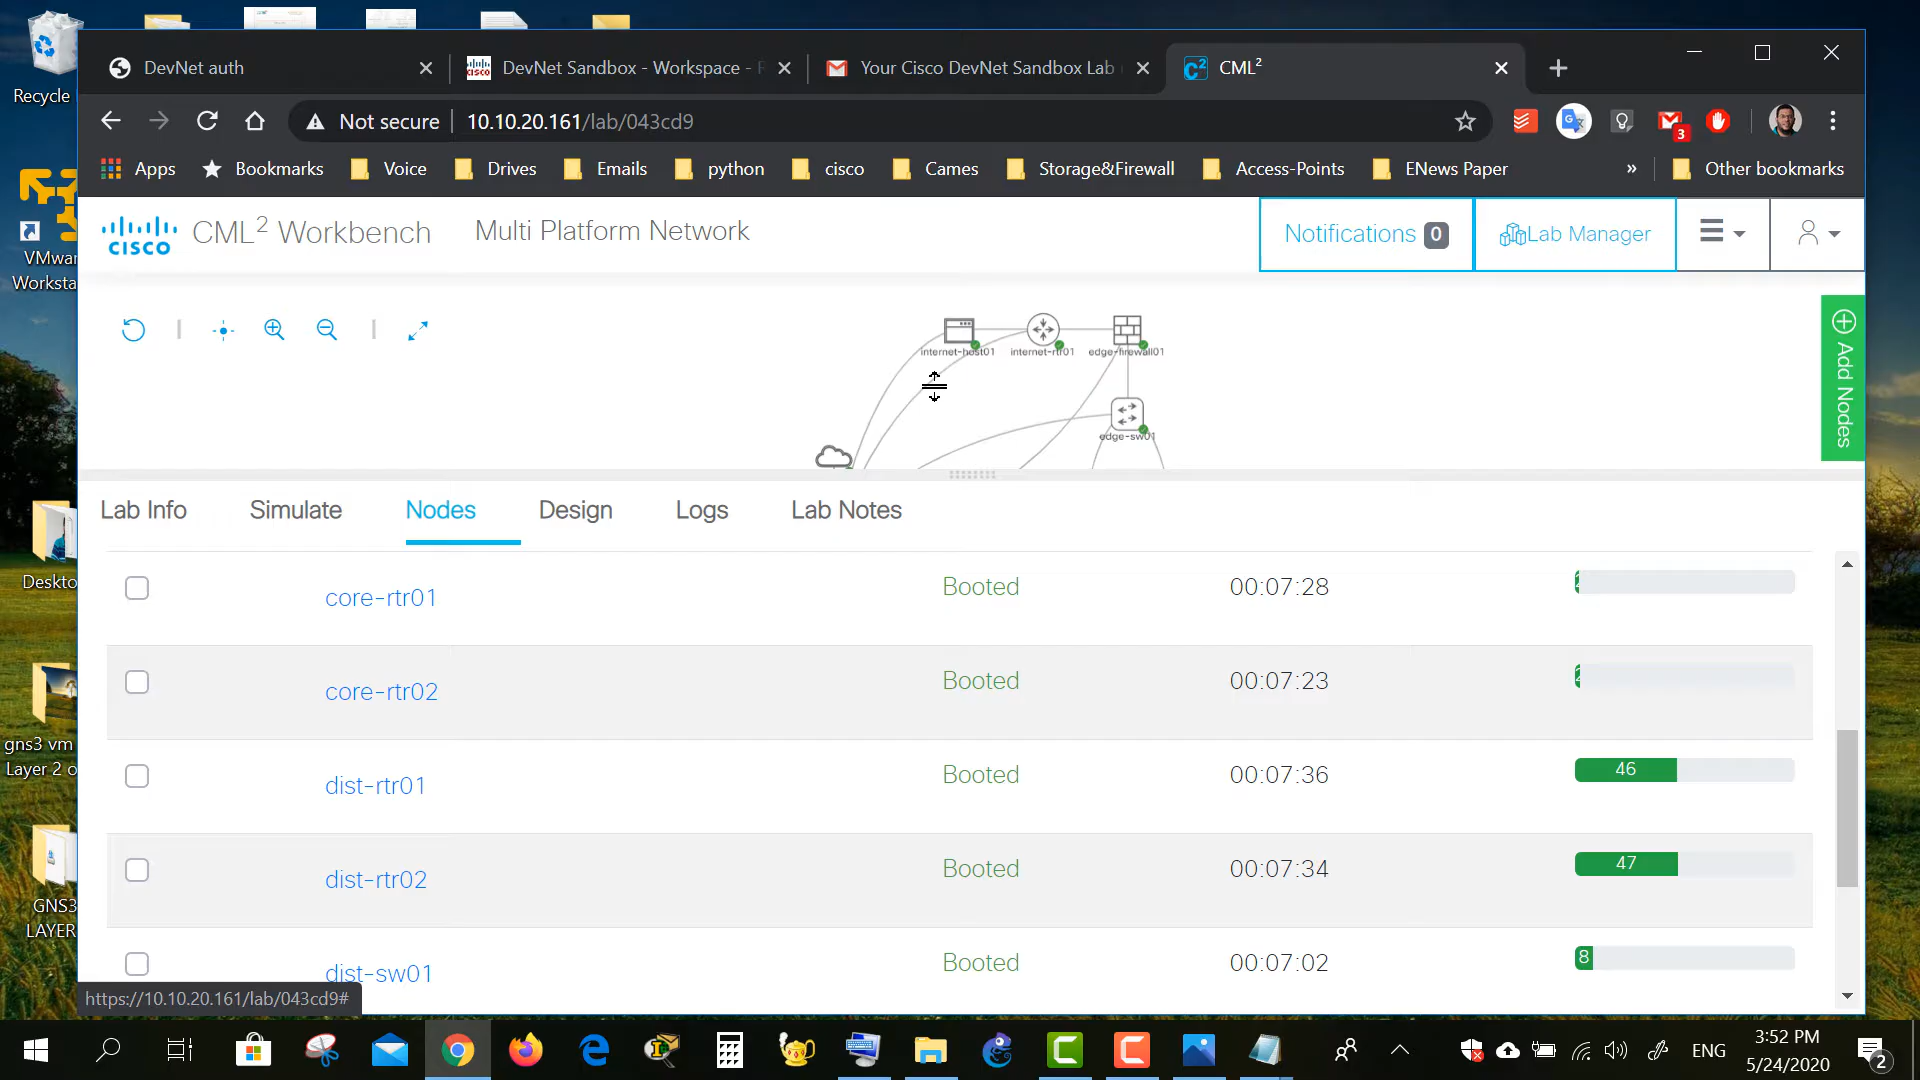 Recycle
VMwar
Worksta
Deskto
gns3 vm
Layer 2 o
GNS3
LAYER
DevNet auth
DevNet Sandbox - Workspace -
Your Cisco DevNet Sandbox Lab
CML²
Not secure
10.10.20.161/lab/043cd9
3
Apps
Bookmarks
Voice
Drives
Emails
python
cisco
Cames
Storage&Firewall
Access-Points
ENews Paper
»
Other bookmarks
CISCO
CML² Workbench
Multi Platform Network
Notifications 0
Lab Manager
internet-host01
internet-rtr01
edge-firewall01
edge-sw01
Add Nodes
Lab Info
Simulate
Nodes
Design
Logs
Lab Notes
core-rtr01 Booted 00:07:28
core-rtr02 Booted 00:07:23
dist-rtr01 Booted 00:07:36 46
dist-rtr02 Booted 00:07:34 47
dist-sw01 Booted 00:07:02 8
https://10.10.20.161/lab/043cd9#
ENG
3:52 PM
5/24/2020
2